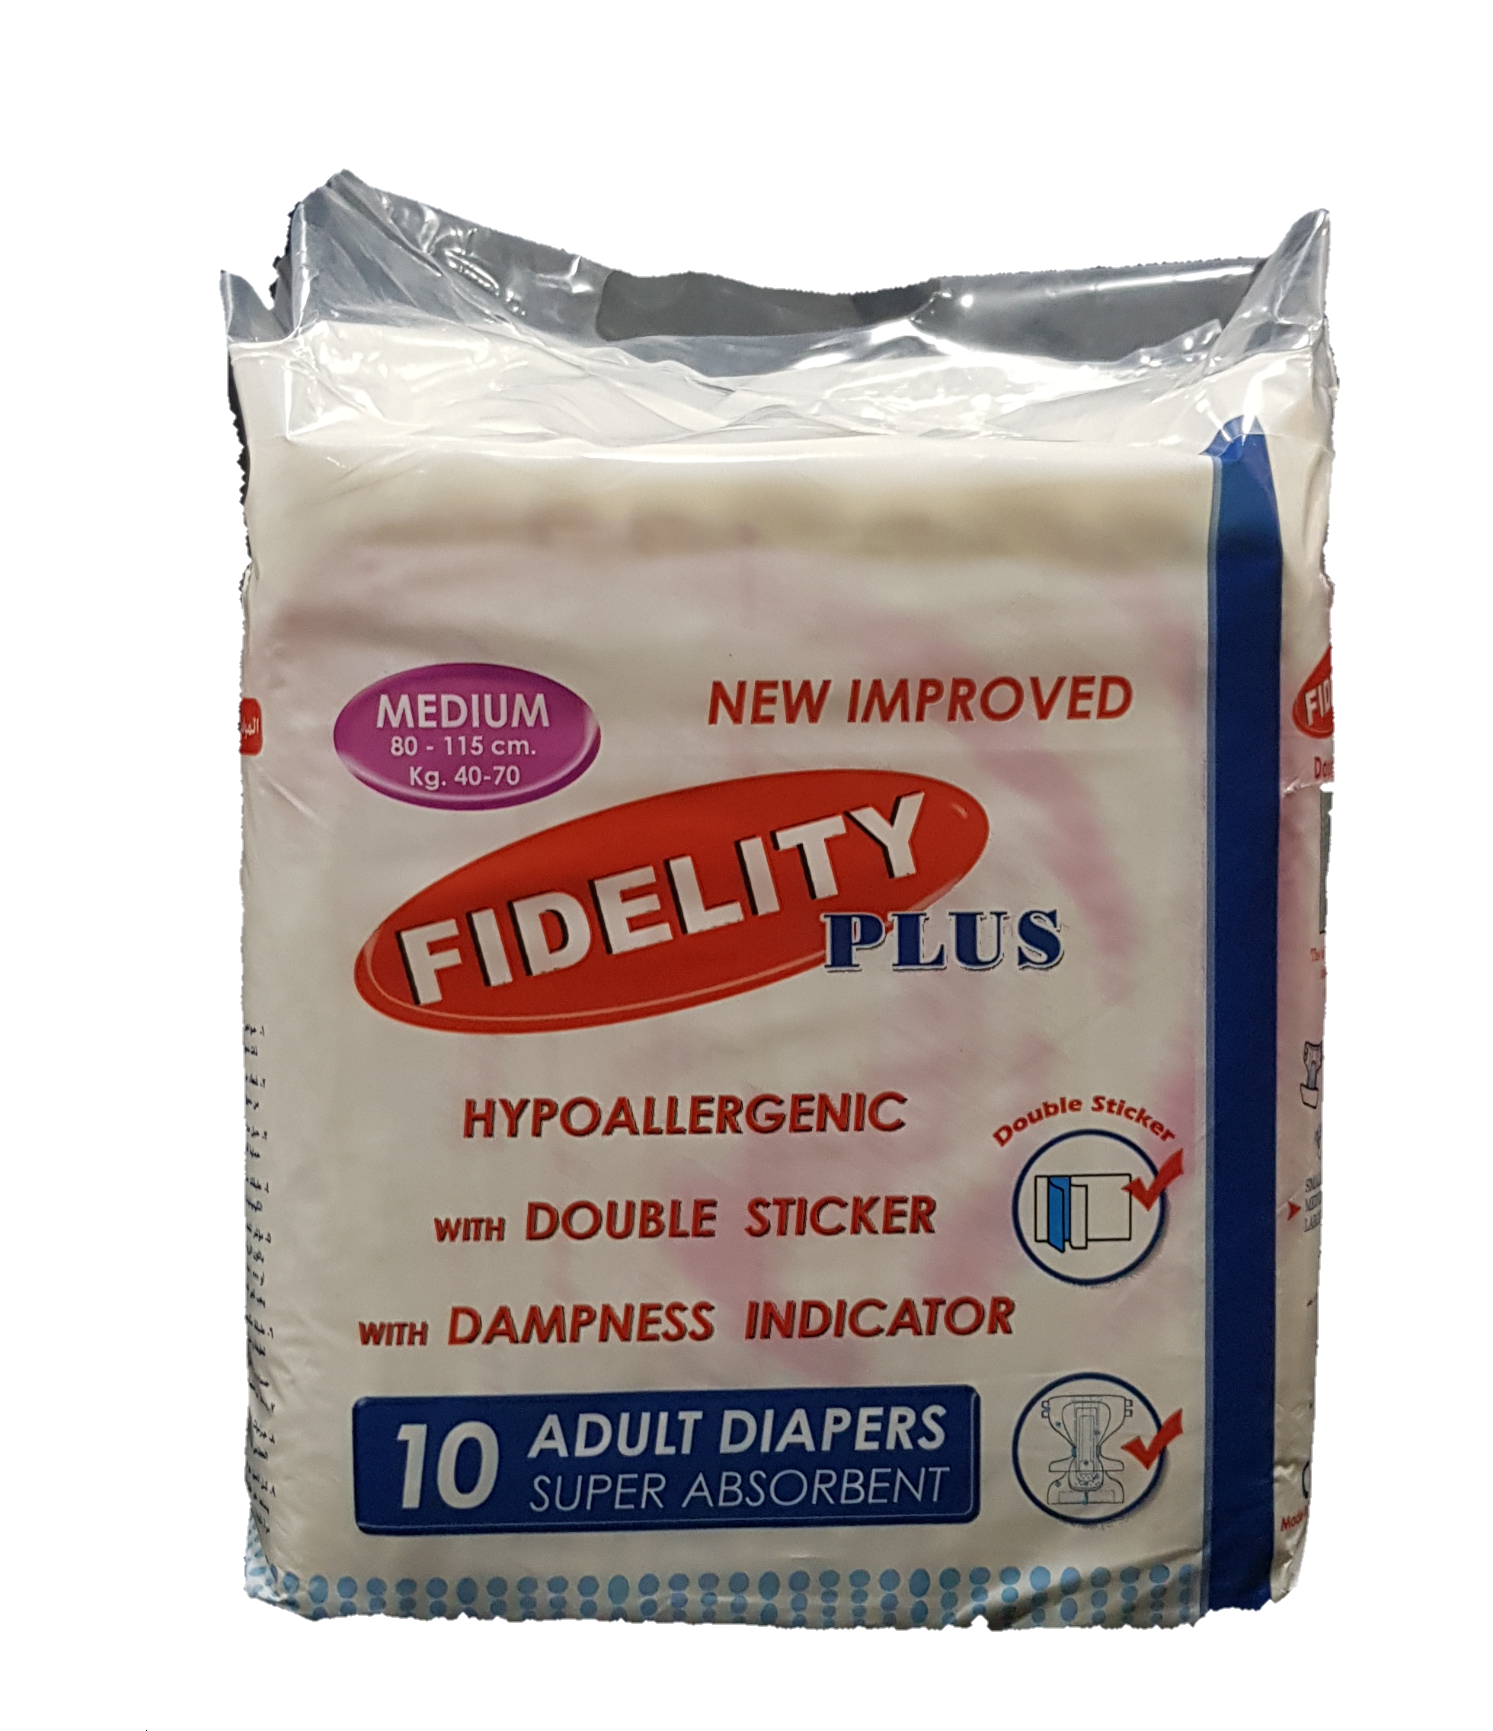 MEDIUM
80 - 115 cm.
Kg. 40-70
NEW IMPROVED
FIDELITY
PLUS
HYPOALLERGENIC
WITH DOUBLE STICKER
WITH DAMPNESS INDICATOR
Double Sticker
10
ADULT DIAPERS
SUPER ABSORBENT